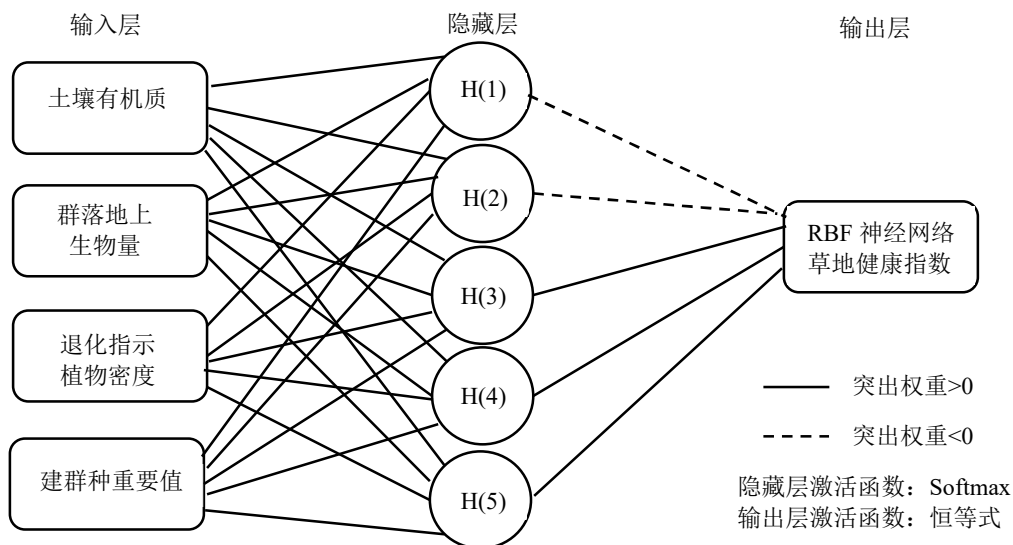 输入层
隐藏层
输出层
土壤有机质
群落地上
生物量
退化指示
植物密度
建群种重要值
H(1)
H(2)
H(3)
H(4)
H(5)
RBF 神经网络
草地健康指数
突出权重>0
突出权重<0
隐藏层激活函数：Softmax
输出层激活函数：恒等式